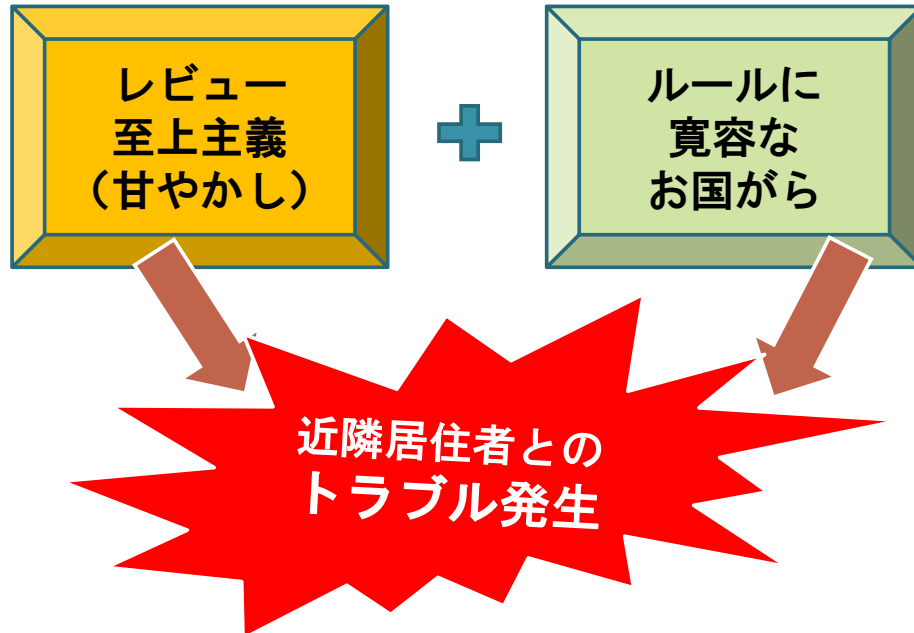 レビュー
至上主義
（甘やかし）
ルールに
寛容な
お国がら
近隣居住者との
トラブル発生